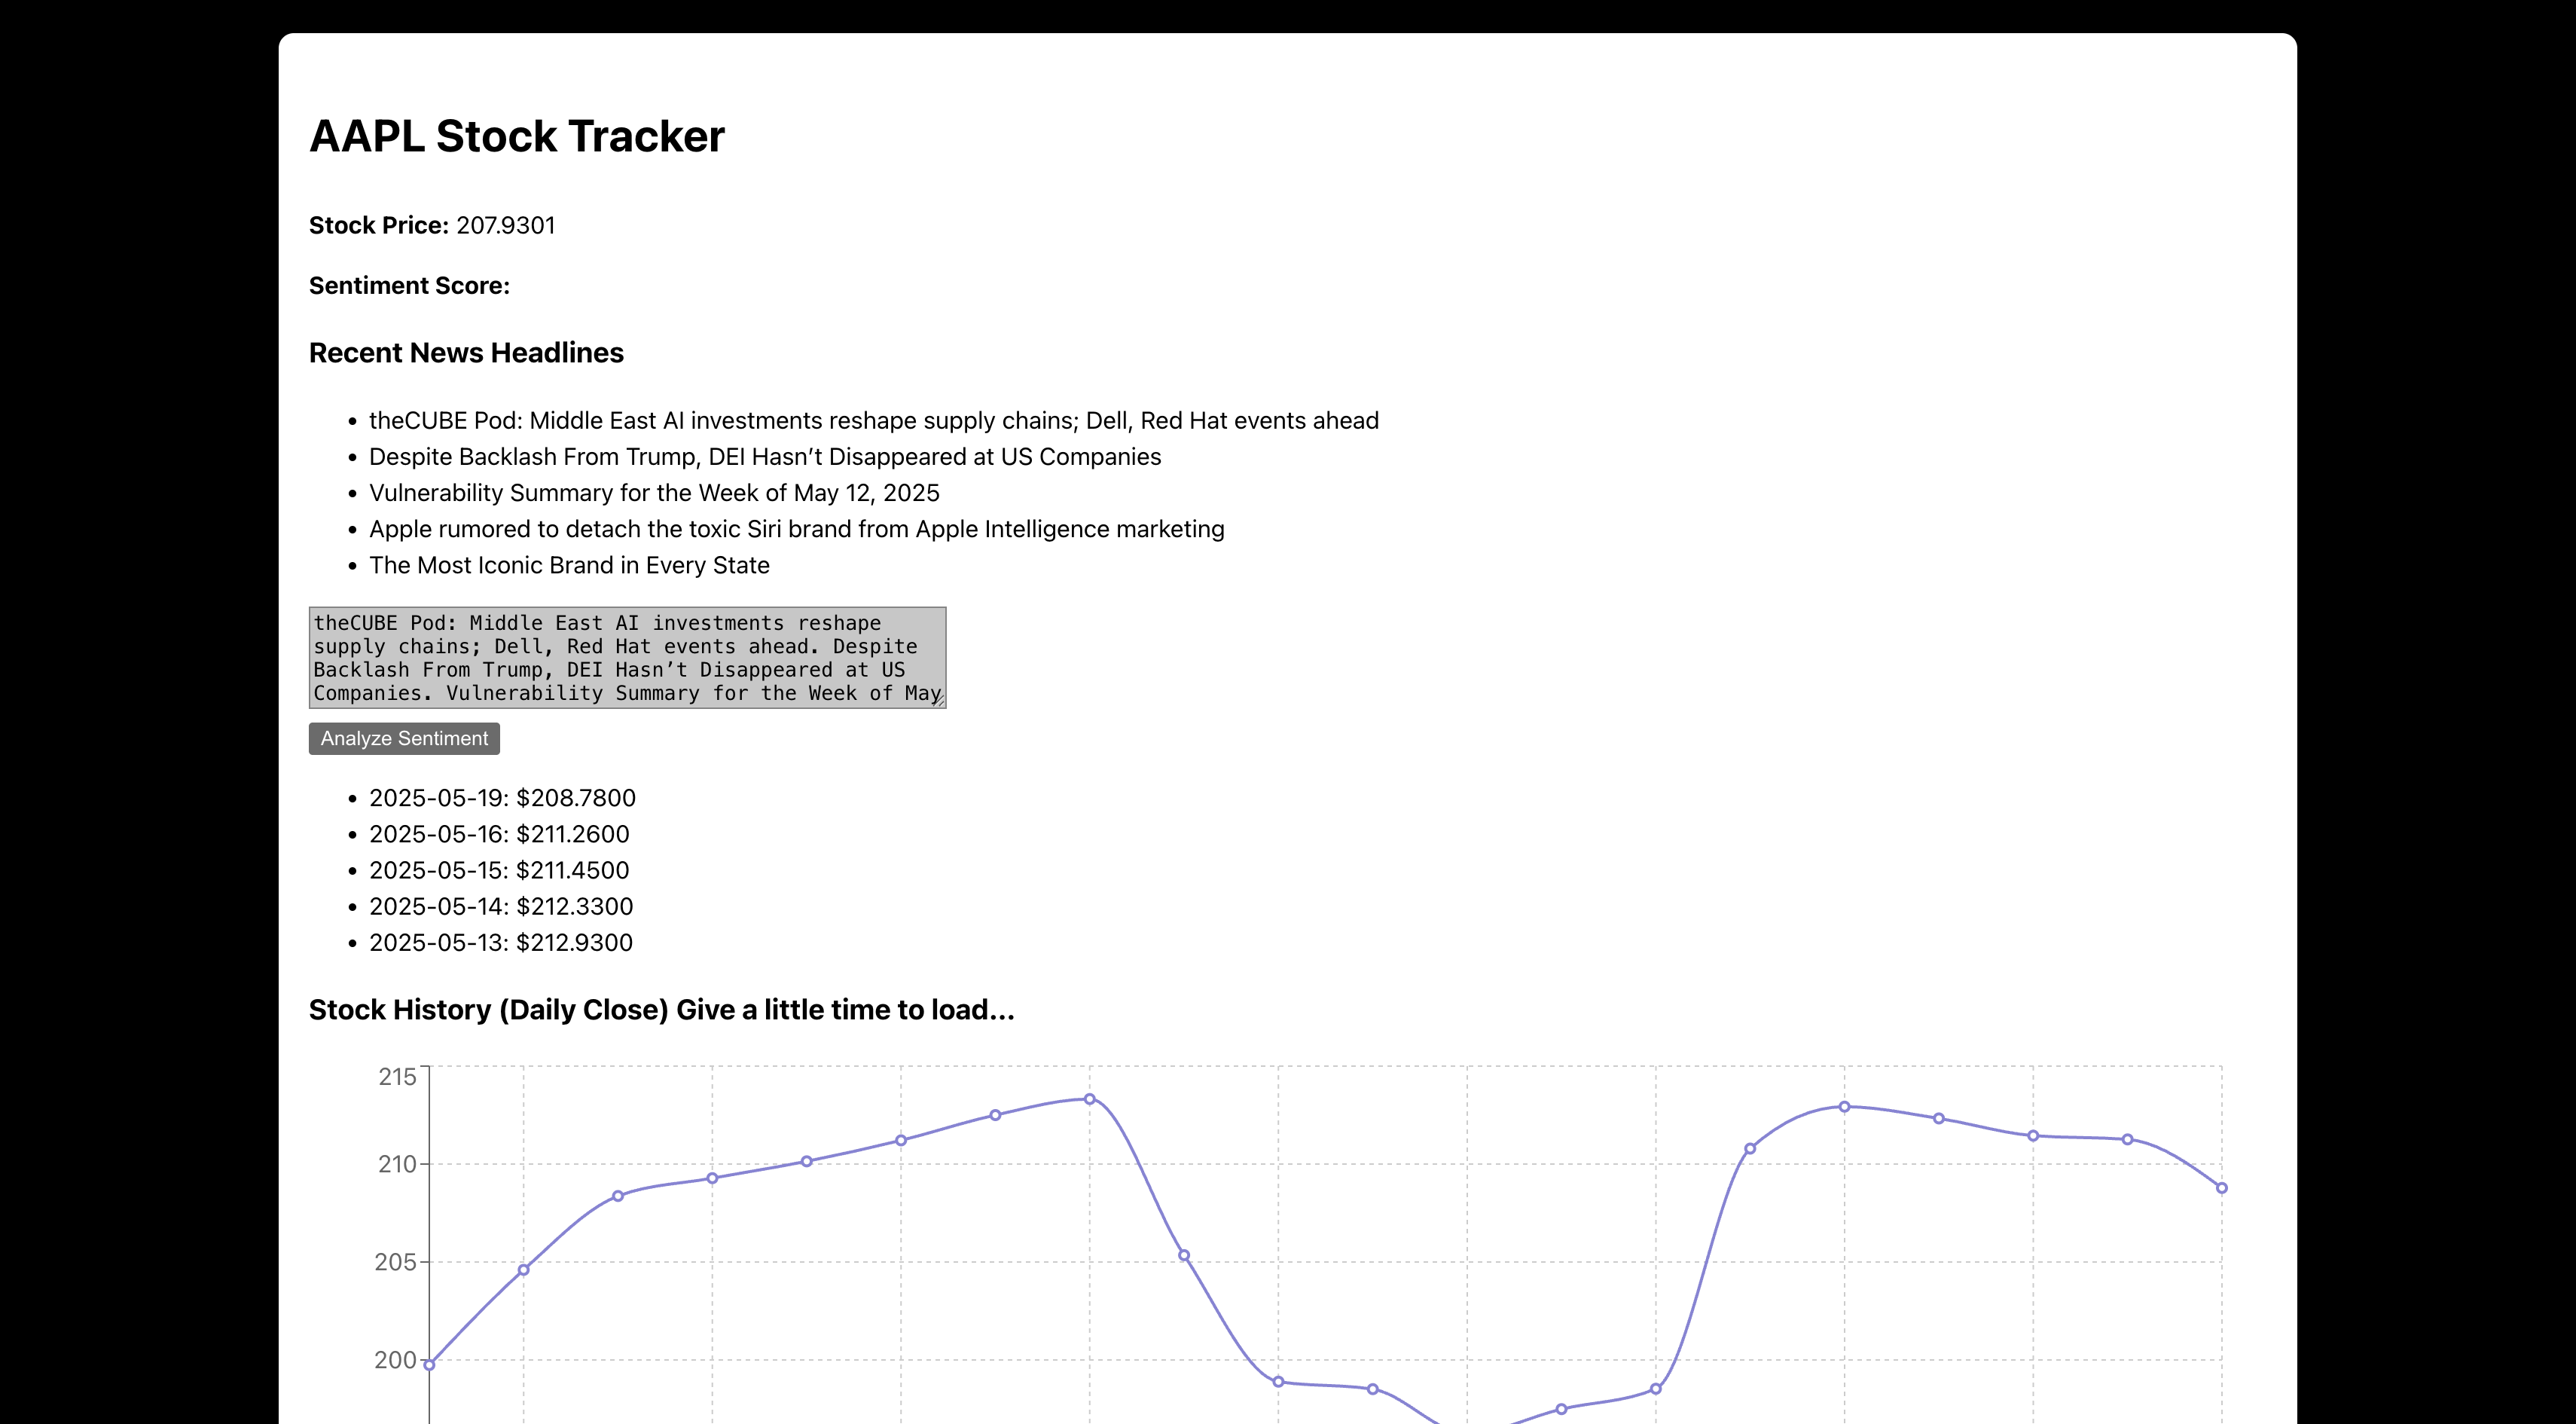 AAPL Stock Tracker
Stock Price: 207.9301
Sentiment Score:
Recent News Headlines
• theCUBE Pod: Middle East AI investments reshape supply chains; Dell, Red Hat events ahead
• Despite Backlash From Trump, DEI Hasn’t Disappeared at US Companies
• Vulnerability Summary for the Week of May 12, 2025
• Apple rumored to detach the toxic Siri brand from Apple Intelligence marketing
• The Most Iconic Brand in Every State
theCUBE Pod: Middle East AI investments reshape
supply chains; Dell, Red Hat events ahead. Despite
Backlash From Trump, DEI Hasn’t Disappeared at US
Companies. Vulnerability Summary for the Week of May
Analyze Sentiment
• 2025-05-19: $208.7800
• 2025-05-16: $211.2600
• 2025-05-15: $211.4500
• 2025-05-14: $212.3300
• 2025-05-13: $212.9300
Stock History (Daily Close) Give a little time to load...
215
210
205
200